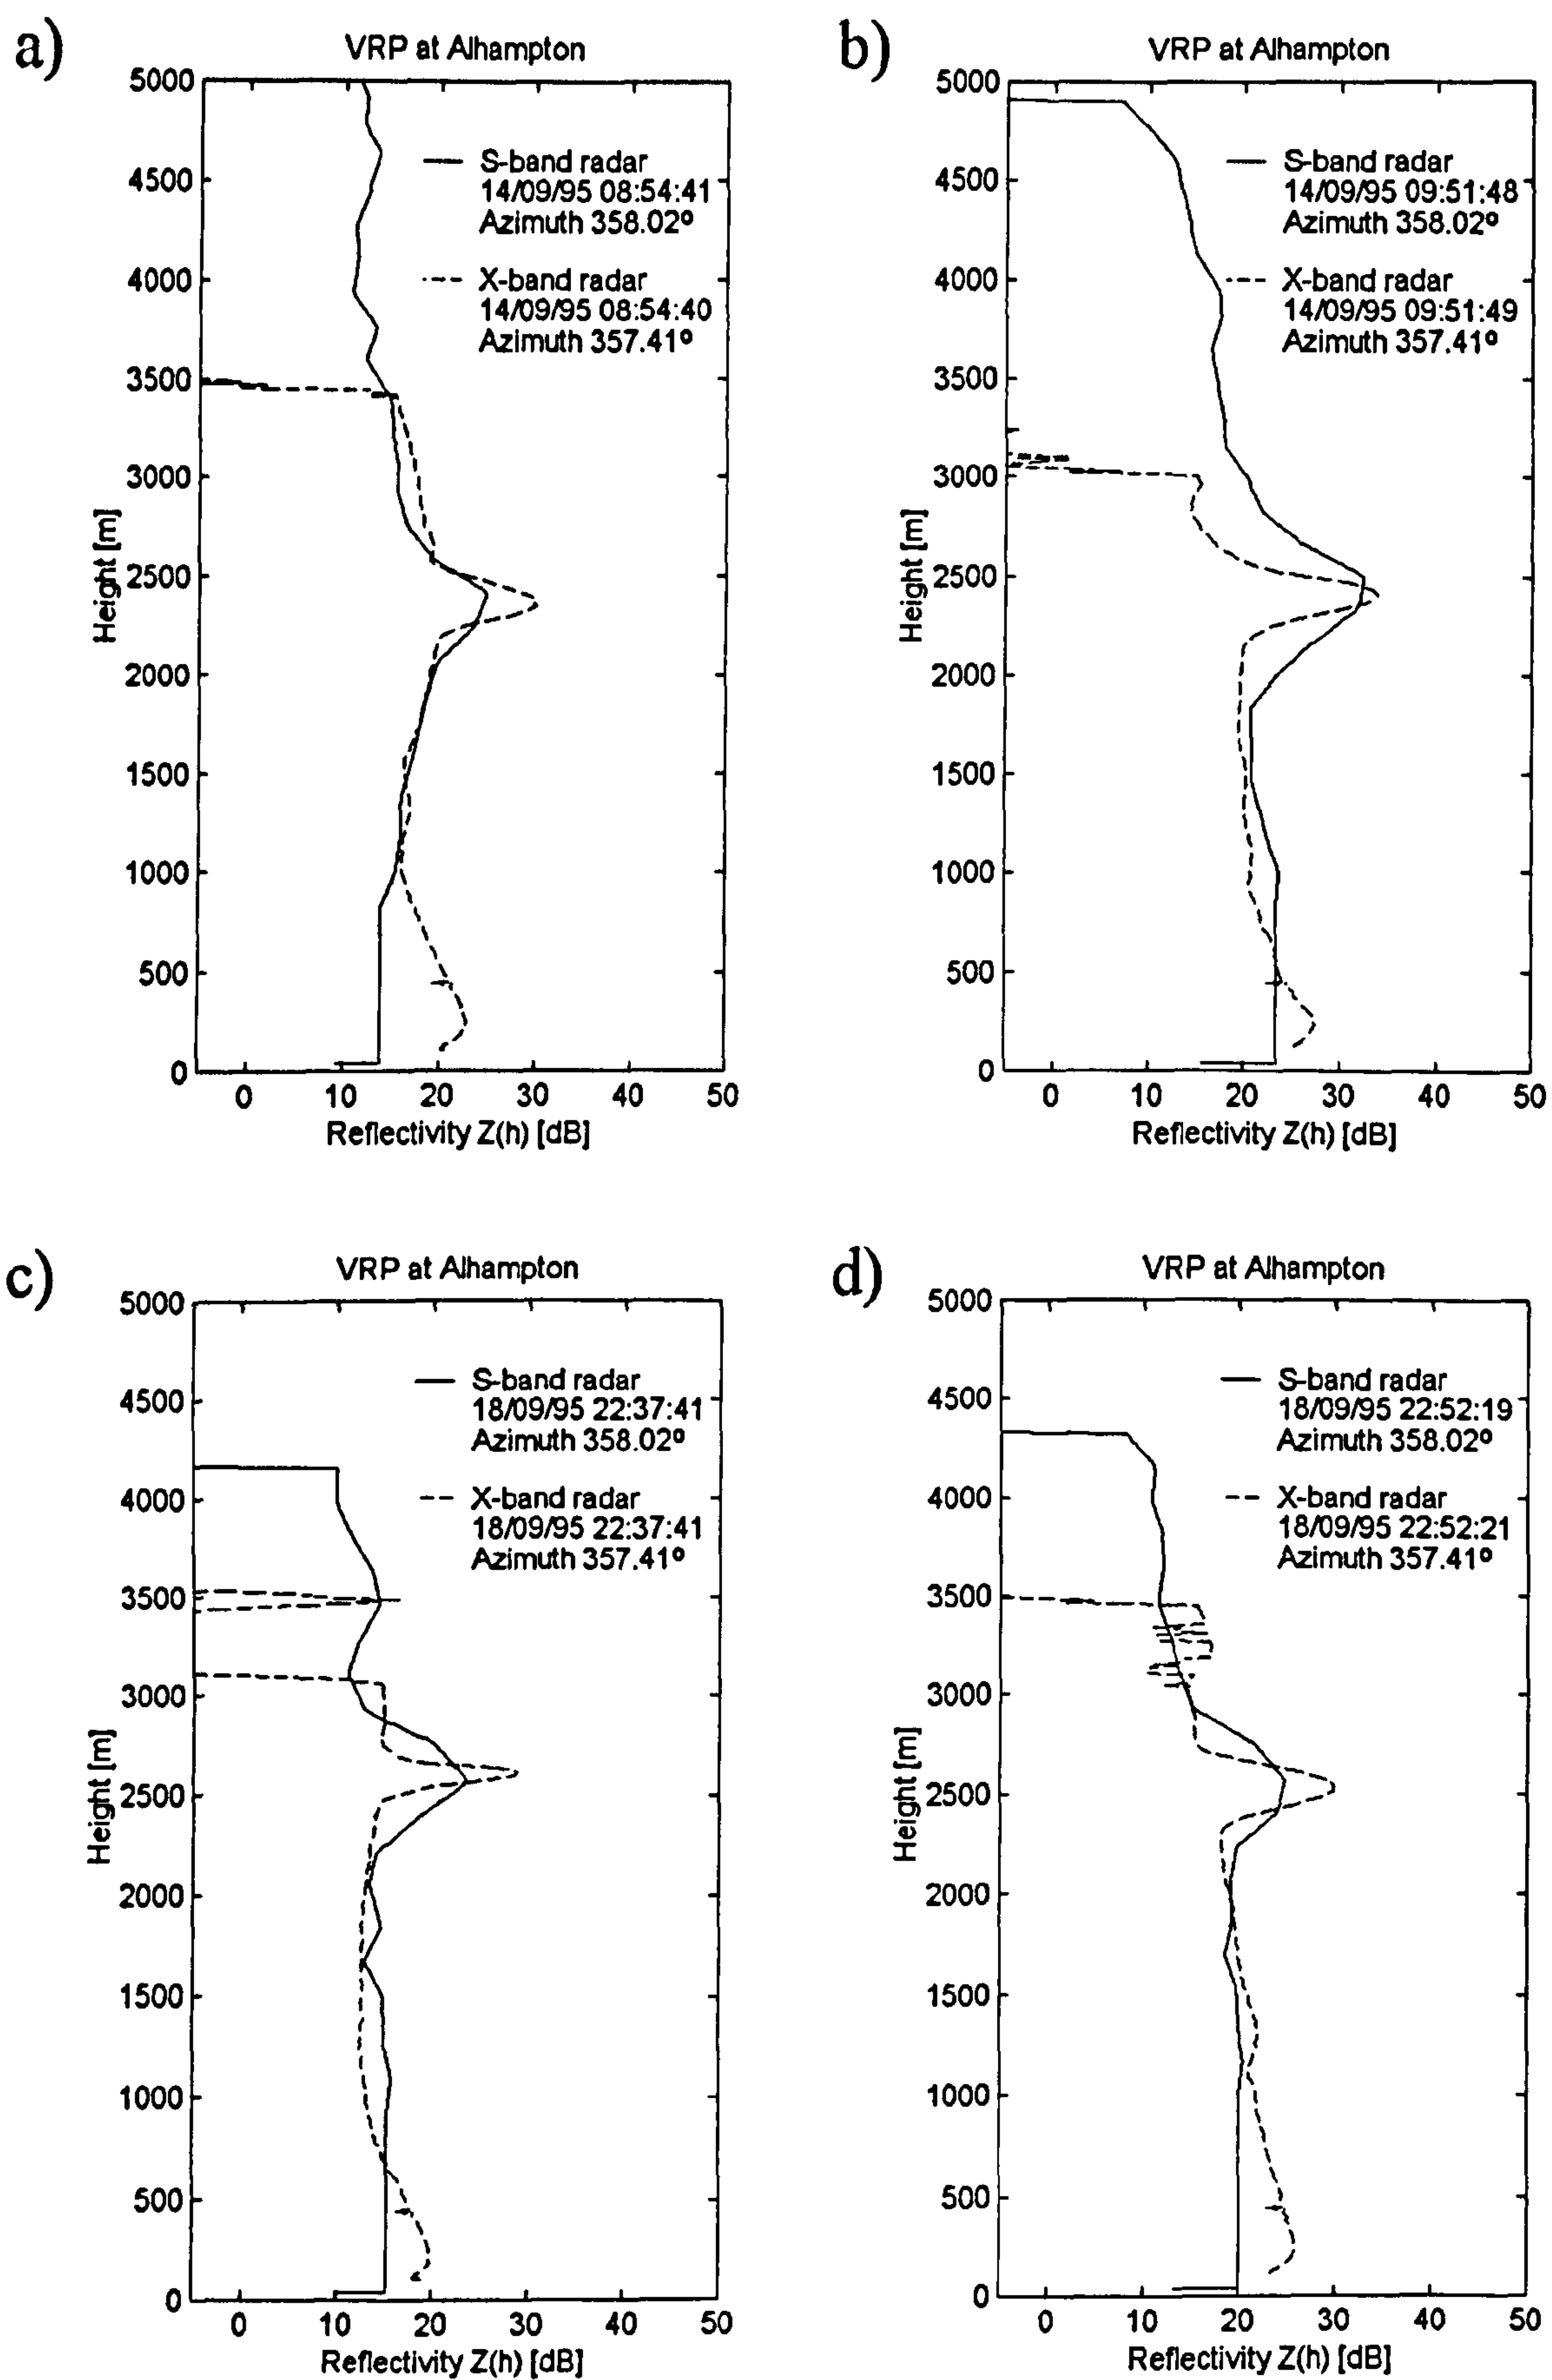 a)
VRP at Alhampton
5000
4500
4000
3500
3000
2500
2000
1500
1000
500
0
Height [m]
S-band radar
14/09/95 08:54:41
Azimuth 358.02º
X-band radar
14/09/95 08:54:40
Azimuth 357.41º
0 10 20 30 40 50
Reflectivity Z(h) [dB]
b)
VRP at Alhampton
5000
4500
4000
3500
3000
2500
2000
1500
1000
500
0
Height [m]
S-band radar
14/09/95 09:51:48
Azimuth 358.02º
X-band radar
14/09/95 09:51:49
Azimuth 357.41º
0 10 20 30 40 50
Reflectivity Z(h) [dB]
c)
VRP at Alhampton
5000
4500
4000
3500
3000
2500
2000
1500
1000
500
0
Height [m]
S-band radar
18/09/95 22:37:41
Azimuth 358.02º
X-band radar
18/09/95 22:37:41
Azimuth 357.41º
0 10 20 30 40 50
Reflectivity Z(h) [dB]
d)
VRP at Alhampton
5000
4500
4000
3500
3000
2500
2000
1500
1000
500
0
Height [m]
S-band radar
18/09/95 22:52:19
Azimuth 358.02º
X-band radar
18/09/95 22:52:21
Azimuth 357.41º
0 10 20 30 40 50
Reflectivity Z(h) [dB]